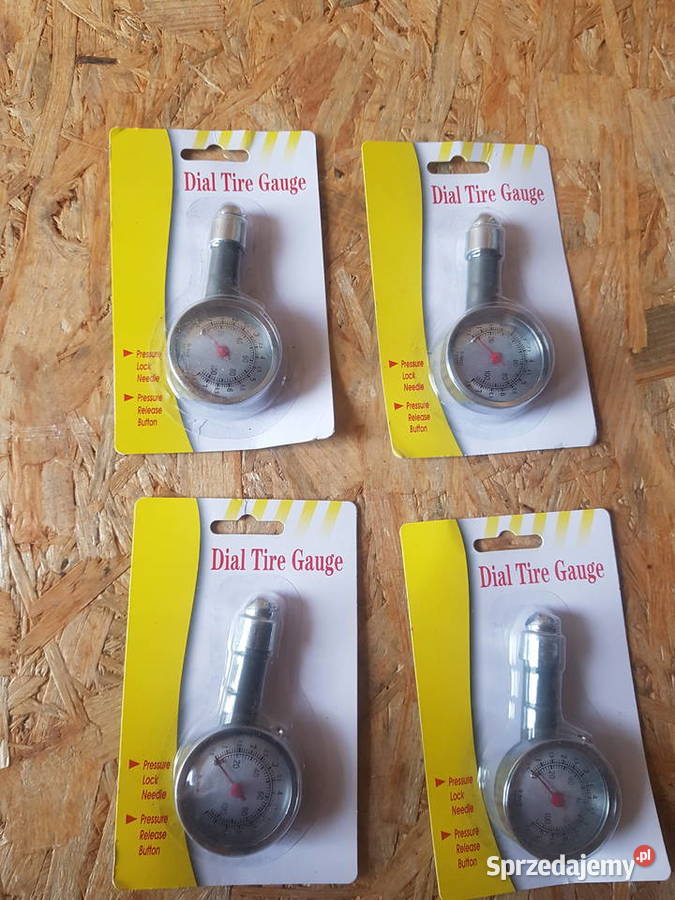 Dial Tire Gauge
Pressure
Lock
Needle
Pressure
Release
Button
Dial Tire Gauge
Pressure
Lock
Needle
Pressure
Release
Button
Dial Tire Gauge
Pressure
Lock
Needle
Pressure
Release
Button
Dial Tire Gauge
Pressure
Lock
Needle
Pressure
Release
Button
Sprzedajemy.pl